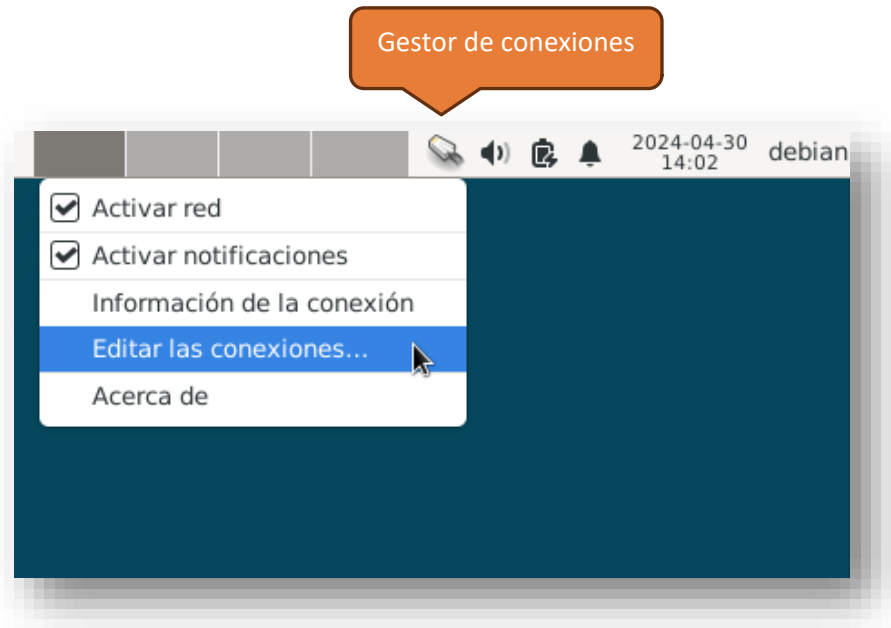 Gestor de conexiones
2024-04-30
14:02
debian
Activar red
Activar notificaciones
Información de la conexión
Editar las conexiones...
Acerca de